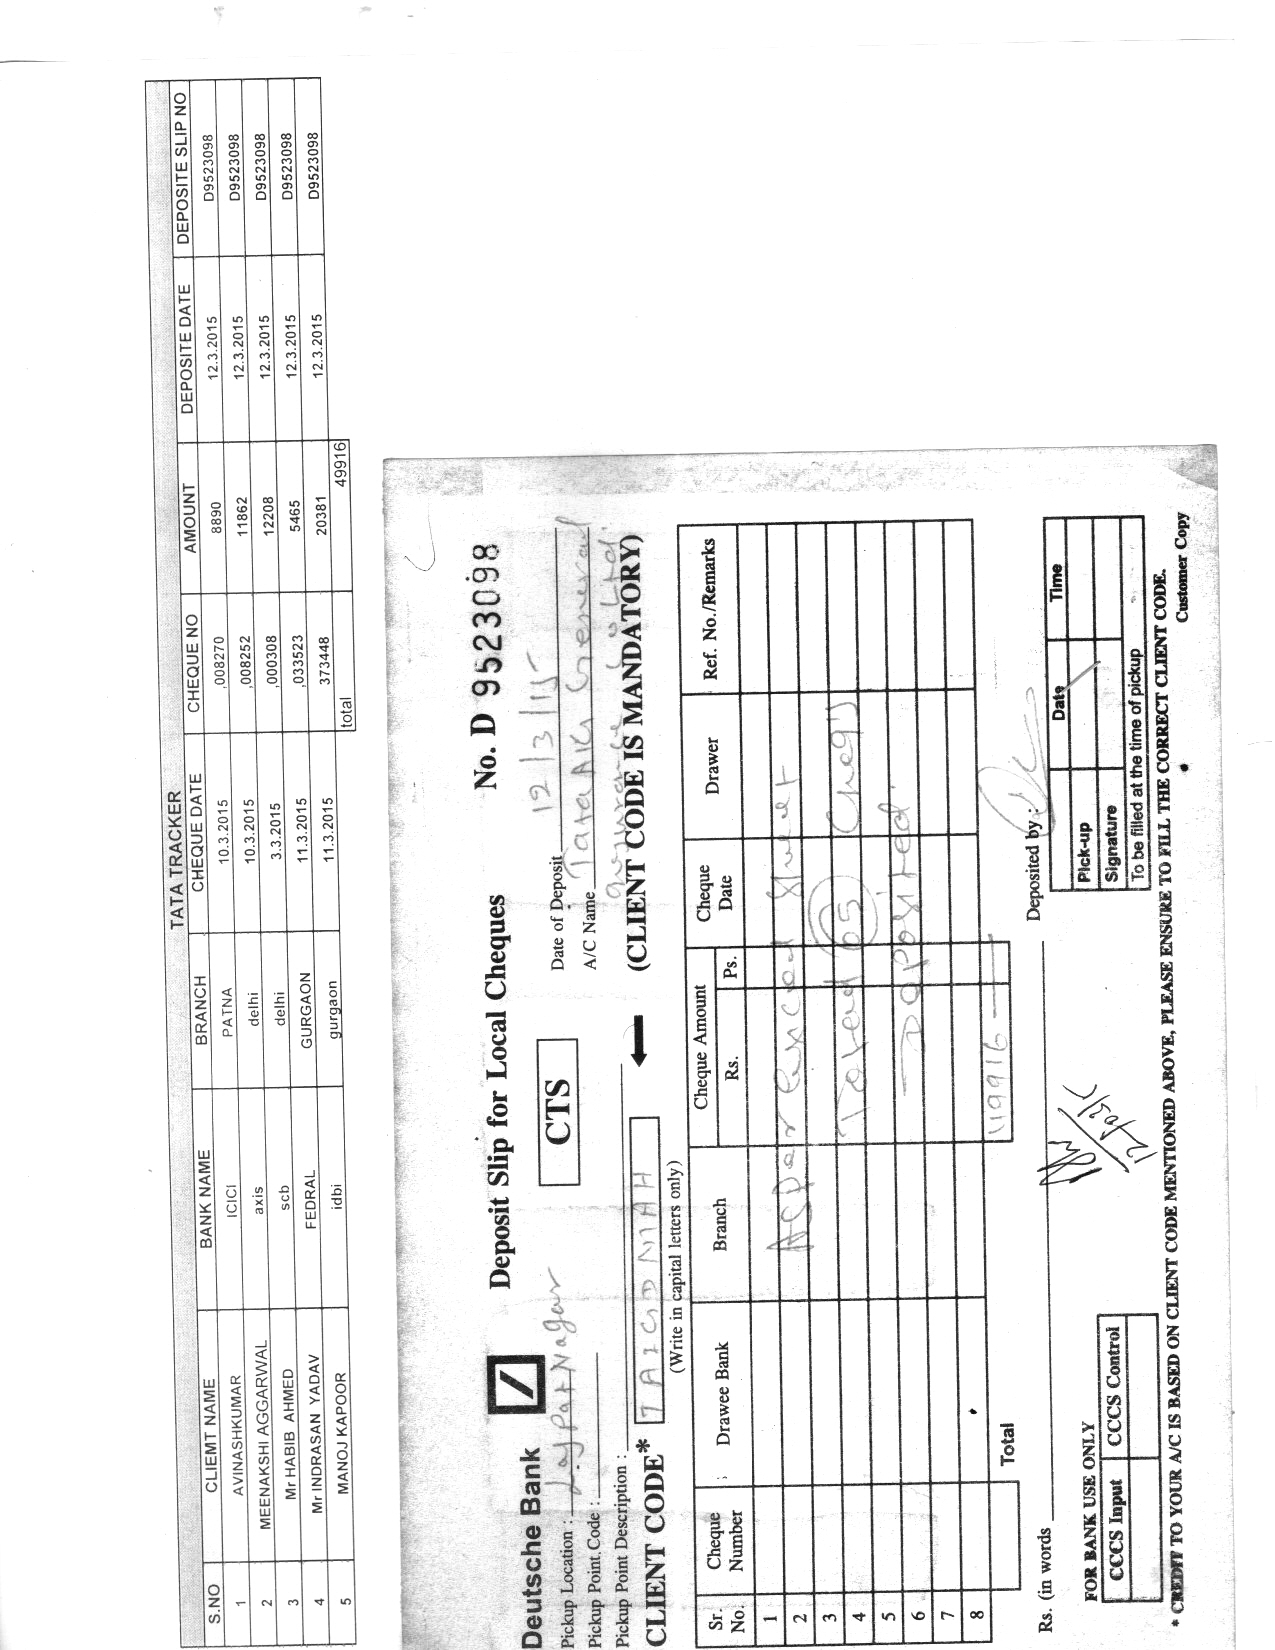 TATA TRACKER
S.NO CLIEMT NAME BANK NAME BRANCH CHEQUE DATE CHEQUE NO AMOUNT DEPOSITE DATE DEPOSITE SLIP NO
1 AVINASHKUMAR ICICI PATNA 10.3.2015 ,008270 8890 12.3.2015 D9523098
2 MEENAKSHI AGGARWAL axis delhi 10.3.2015 ,008252 11862 12.3.2015 D9523098
3 Mr HABIB AHMED scb delhi 3.3.2015 ,000308 12208 12.3.2015 D9523098
4 Mr INDRASAN YADAV FEDRAL GURGAON 11.3.2015 ,033523 5465 12.3.2015 D9523098
5 MANOJ KAPOOR idbi gurgaon 11.3.2015 373448 20381 12.3.2015 D9523098
total 49916
Deutsche Bank Deposit Slip for Local Cheques No. D 9523098
CTS
Pickup Location : LajPat Nagar Date of Deposit 12/3/15
Pickup Point Code : A/C Name Tata AIG General
Pickup Point Description :
CLIENT CODE* TAIGDMAH (CLIENT CODE IS MANDATORY)
(Write in capital letters only)
Sr. No. Cheque Number Drawee Bank Branch Cheque Amount Rs. Ps. Cheque Date Drawer Ref. No./Remarks
1
2 As Per Sheet
3
4 Total 05 Cheq's
5
6 Deposited
7
8
Total 49916
Rs. (in words Deposited by :
FOR BANK USE ONLY
CCCS Input CCCS Control
Pick-up Date Time
Signature
To be filled at the time of pickup
* CREDIT TO YOUR A/C IS BASED ON CLIENT CODE MENTIONED ABOVE, PLEASE ENSURE TO FILL THE CORRECT CLIENT CODE.
Customer Copy